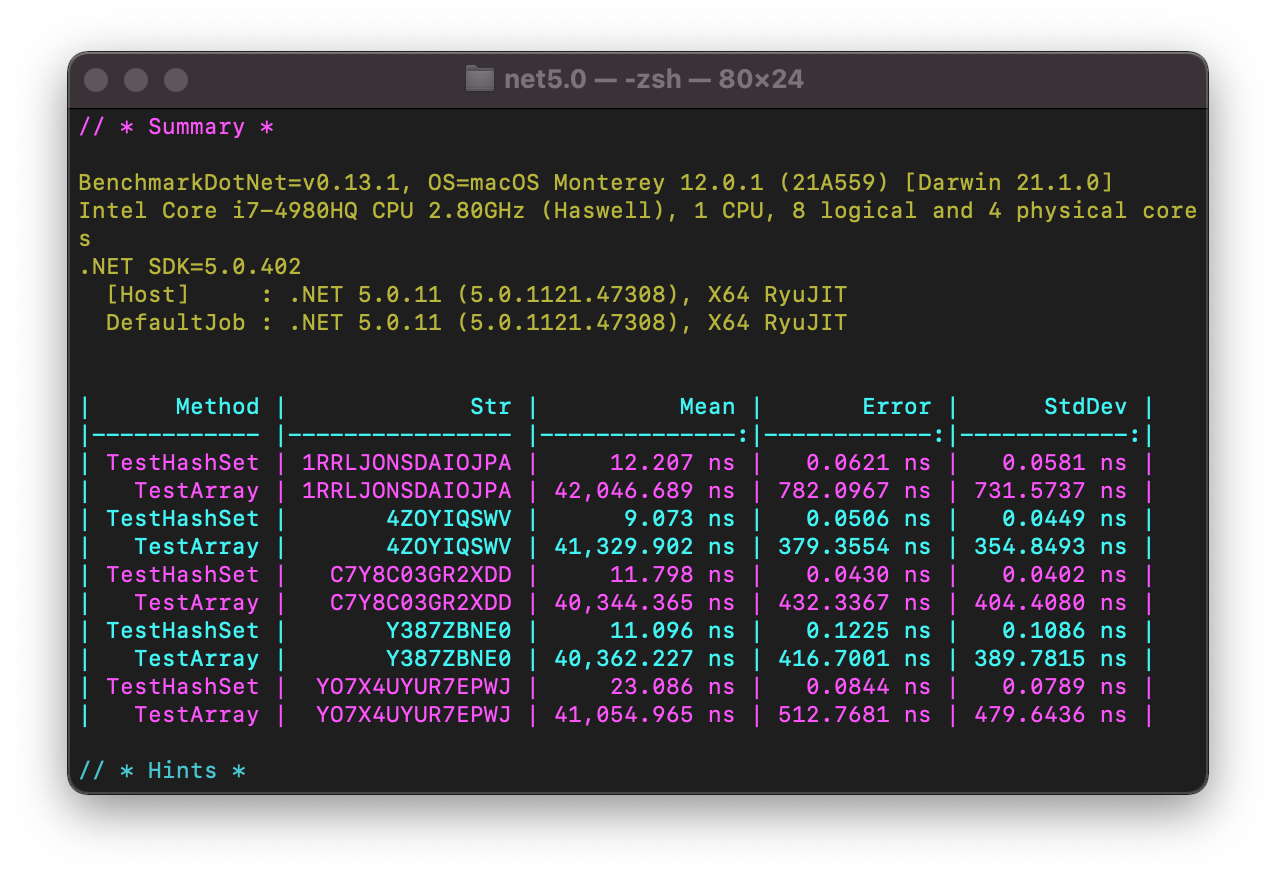 net5.0 — -zsh — 80×24
// * Summary *
BenchmarkDotNet=v0.13.1, OS=macOS Monterey 12.0.1 (21A559) [Darwin 21.1.0]
Intel Core i7-4980HQ CPU 2.80GHz (Haswell), 1 CPU, 8 logical and 4 physical core
s
.NET SDK=5.0.402
  [Host]     : .NET 5.0.11 (5.0.1121.47308), X64 RyuJIT
  DefaultJob : .NET 5.0.11 (5.0.1121.47308), X64 RyuJIT
|      Method |             Str |          Mean |       Error |      StdDev |
|------------ |---------------- |--------------:|------------:|------------:|
| TestHashSet | 1RRLJONSDAIOJPA |     12.207 ns |   0.0621 ns |   0.0581 ns |
|   TestArray | 1RRLJONSDAIOJPA | 42,046.689 ns | 782.0967 ns | 731.5737 ns |
| TestHashSet |       4ZOYIQSWV |      9.073 ns |   0.0506 ns |   0.0449 ns |
|   TestArray |       4ZOYIQSWV | 41,329.902 ns | 379.3554 ns | 354.8493 ns |
| TestHashSet |   C7Y8C03GR2XDD |     11.798 ns |   0.0430 ns |   0.0402 ns |
|   TestArray |   C7Y8C03GR2XDD | 40,344.365 ns | 432.3367 ns | 404.4080 ns |
| TestHashSet |       Y387ZBNE0 |     11.096 ns |   0.1225 ns |   0.1086 ns |
|   TestArray |       Y387ZBNE0 | 40,362.227 ns | 416.7001 ns | 389.7815 ns |
| TestHashSet |  YO7X4UYUR7EPWJ |     23.086 ns |   0.0844 ns |   0.0789 ns |
|   TestArray |  YO7X4UYUR7EPWJ | 41,054.965 ns | 512.7681 ns | 479.6436 ns |
// * Hints *